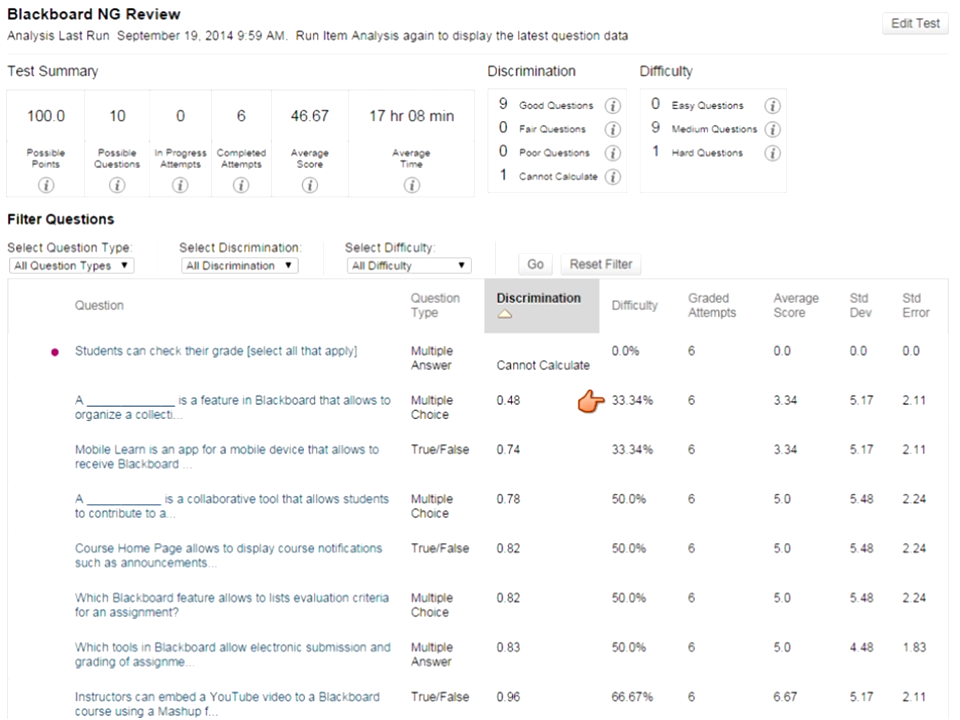 Blackboard NG Review
Edit Test
Analysis Last Run September 19, 2014 9:59 AM. Run Item Analysis again to display the latest question data
Test Summary
Discrimination
Difficulty
100.0 10 0 6 46.67 17 hr 08 min
Possible Points
Possible Questions
In Progress Attempts
Completed Attempts
Average Score
Average Time
9 Good Questions
0 Fair Questions
0 Poor Questions
1 Cannot Calculate
0 Easy Questions
9 Medium Questions
1 Hard Questions
Filter Questions
Select Question Type: Select Discrimination: Select Difficulty:
All Question Types All Discrimination All Difficulty Go Reset Filter
Question
Question Type
Discrimination
Difficulty
Graded Attempts
Average Score
Std Dev
Std Error
Students can check their grade [select all that apply] Multiple 0.0% 6 0.0 0.0 0.0
Answer Cannot Calculate
A ______________ is a feature in Blackboard that allows to Multiple 0.48 33.34% 6 3.34 5.17 2.11
organize a collecti... Choice
Mobile Learn is an app for a mobile device that allows to True/False 0.74 33.34% 6 3.34 5.17 2.11
receive Blackboard ...
A ____________ is a collaborative tool that allows students Multiple 0.78 50.0% 6 5.0 5.48 2.24
to contribute to a... Choice
Course Home Page allows to display course notifications True/False 0.82 50.0% 6 5.0 5.48 2.24
such as announcements...
Which Blackboard feature allows to lists evaluation criteria Multiple 0.82 50.0% 6 5.0 5.48 2.24
for an assignment? Choice
Which tools in Blackboard allow electronic submission and Multiple 0.83 50.0% 6 5.0 4.48 1.83
grading of assignme... Answer
Instructors can embed a YouTube video to a Blackboard True/False 0.96 66.67% 6 6.67 5.17 2.11
course using a Mashup f...